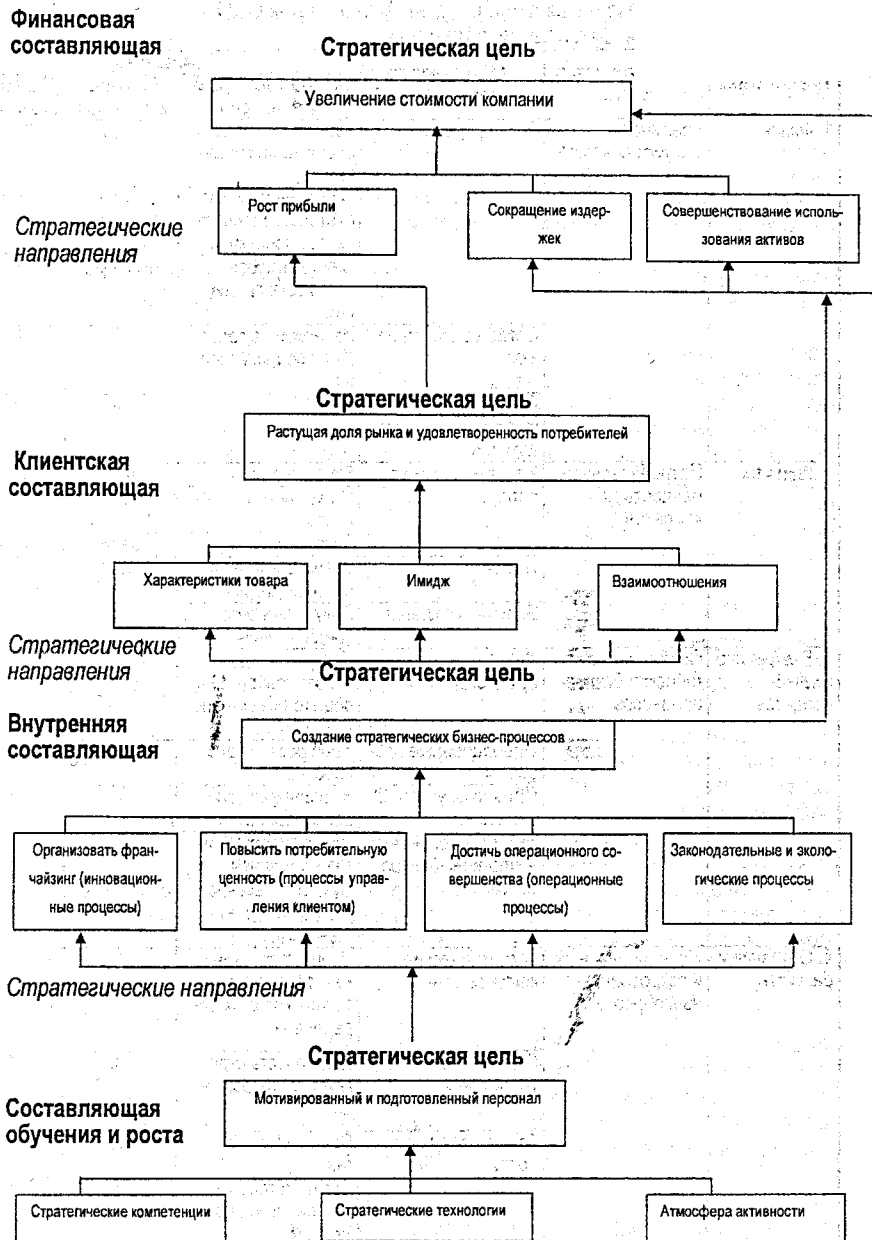 Финансовая
составляющая
Стратегическая цель
Увеличение стоимости компании
Стратегические
направления
Рост прибыли
Сокращение издер-
жек
Совершенствование исполь-
зования активов
Стратегическая цель
Растущая доля рынка и удовлетворенность потребителей
Клиентская
составляющая
Характеристики товара
Имидж
Взаимоотношения
Стратегические
направления
Стратегическая цель
Внутренняя
составляющая
Создание стратегических бизнес-процессов
Организовать фран-
чайзинг (инновацион-
ные процессы)
Повысить потребительную
ценность (процессы управ-
ления клиентом)
Достичь операционного со-
вершенства (операционные
процессы)
Законодательные и эколо-
гические процессы
Стратегические направления
Стратегическая цель
Мотивированный и подготовленный персонал
Составляющая
обучения и роста
Стратегические компетенции
Стратегические технологии
Атмосфера активности